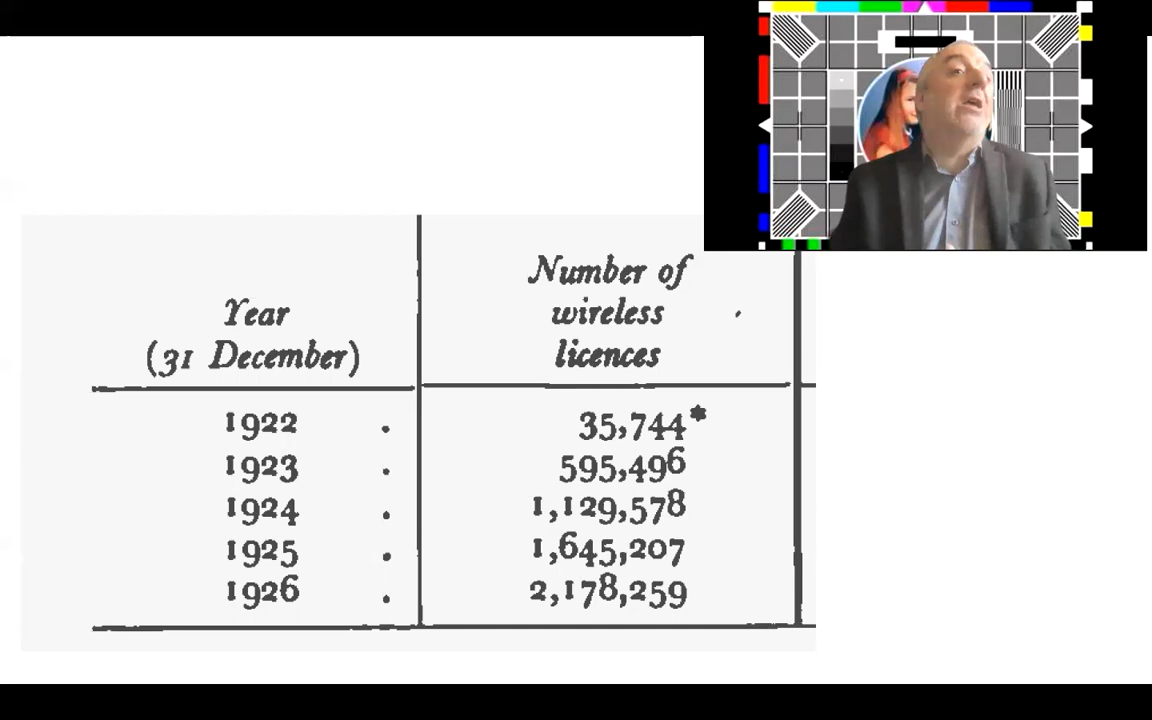 Year
(31 December)
Number of
wireless
licences
1922 . 35,744*
1923 . 595,496
1924 . 1,129,578
1925 . 1,645,207
1926 . 2,178,259